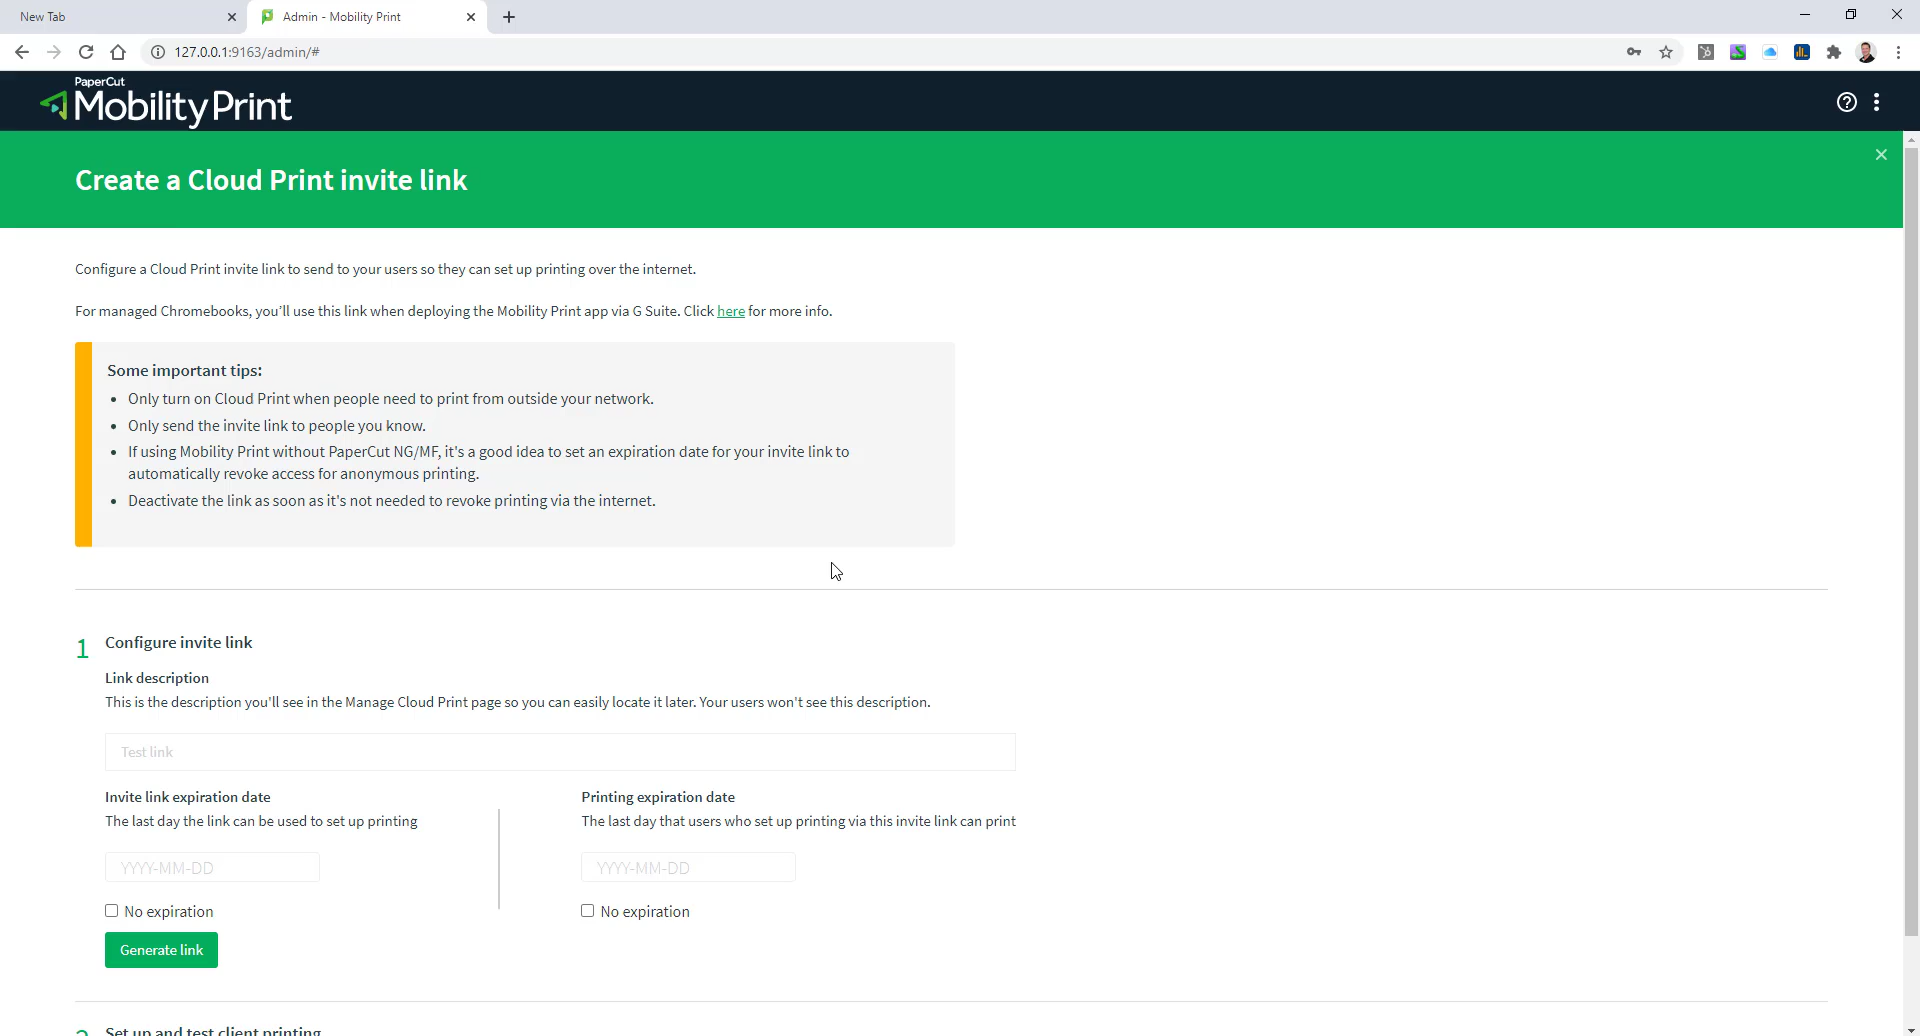 New Tab
Admin - Mobility Print
127.0.0.1:9163/admin/#
PaperCut
Mobility Print
Create a Cloud Print invite link
Configure a Cloud Print invite link to send to your users so they can set up printing over the internet.
For managed Chromebooks, you’ll use this link when deploying the Mobility Print app via G Suite. Click here for more info.
Some important tips:
• Only turn on Cloud Print when people need to print from outside your network.
• Only send the invite link to people you know.
• If using Mobility Print without PaperCut NG/MF, it's a good idea to set an expiration date for your invite link to
automatically revoke access for anonymous printing.
• Deactivate the link as soon as it's not needed to revoke printing via the internet.
1 Configure invite link
Link description
This is the description you'll see in the Manage Cloud Print page so you can easily locate it later. Your users won't see this description.
Test link
Invite link expiration date
The last day the link can be used to set up printing
YYYY-MM-DD
No expiration
Printing expiration date
The last day that users who set up printing via this invite link can print
YYYY-MM-DD
No expiration
Generate link
2 Set up and test client printing